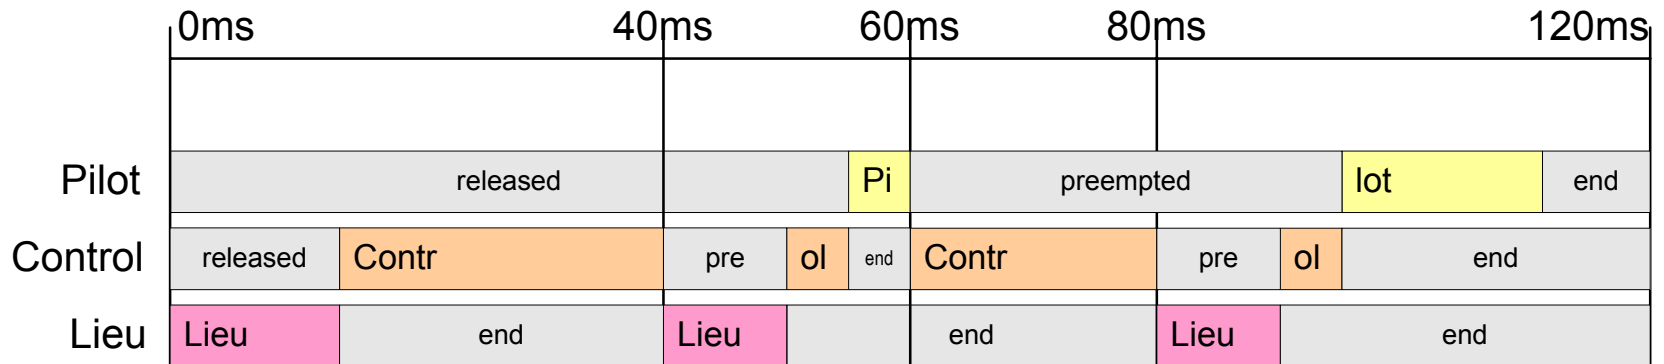 0ms 40ms 60ms 80ms 120ms
Pilot released Pi preempted lot end
Control released Contr pre ol end Contr pre ol end
Lieu Lieu end Lieu end Lieu end